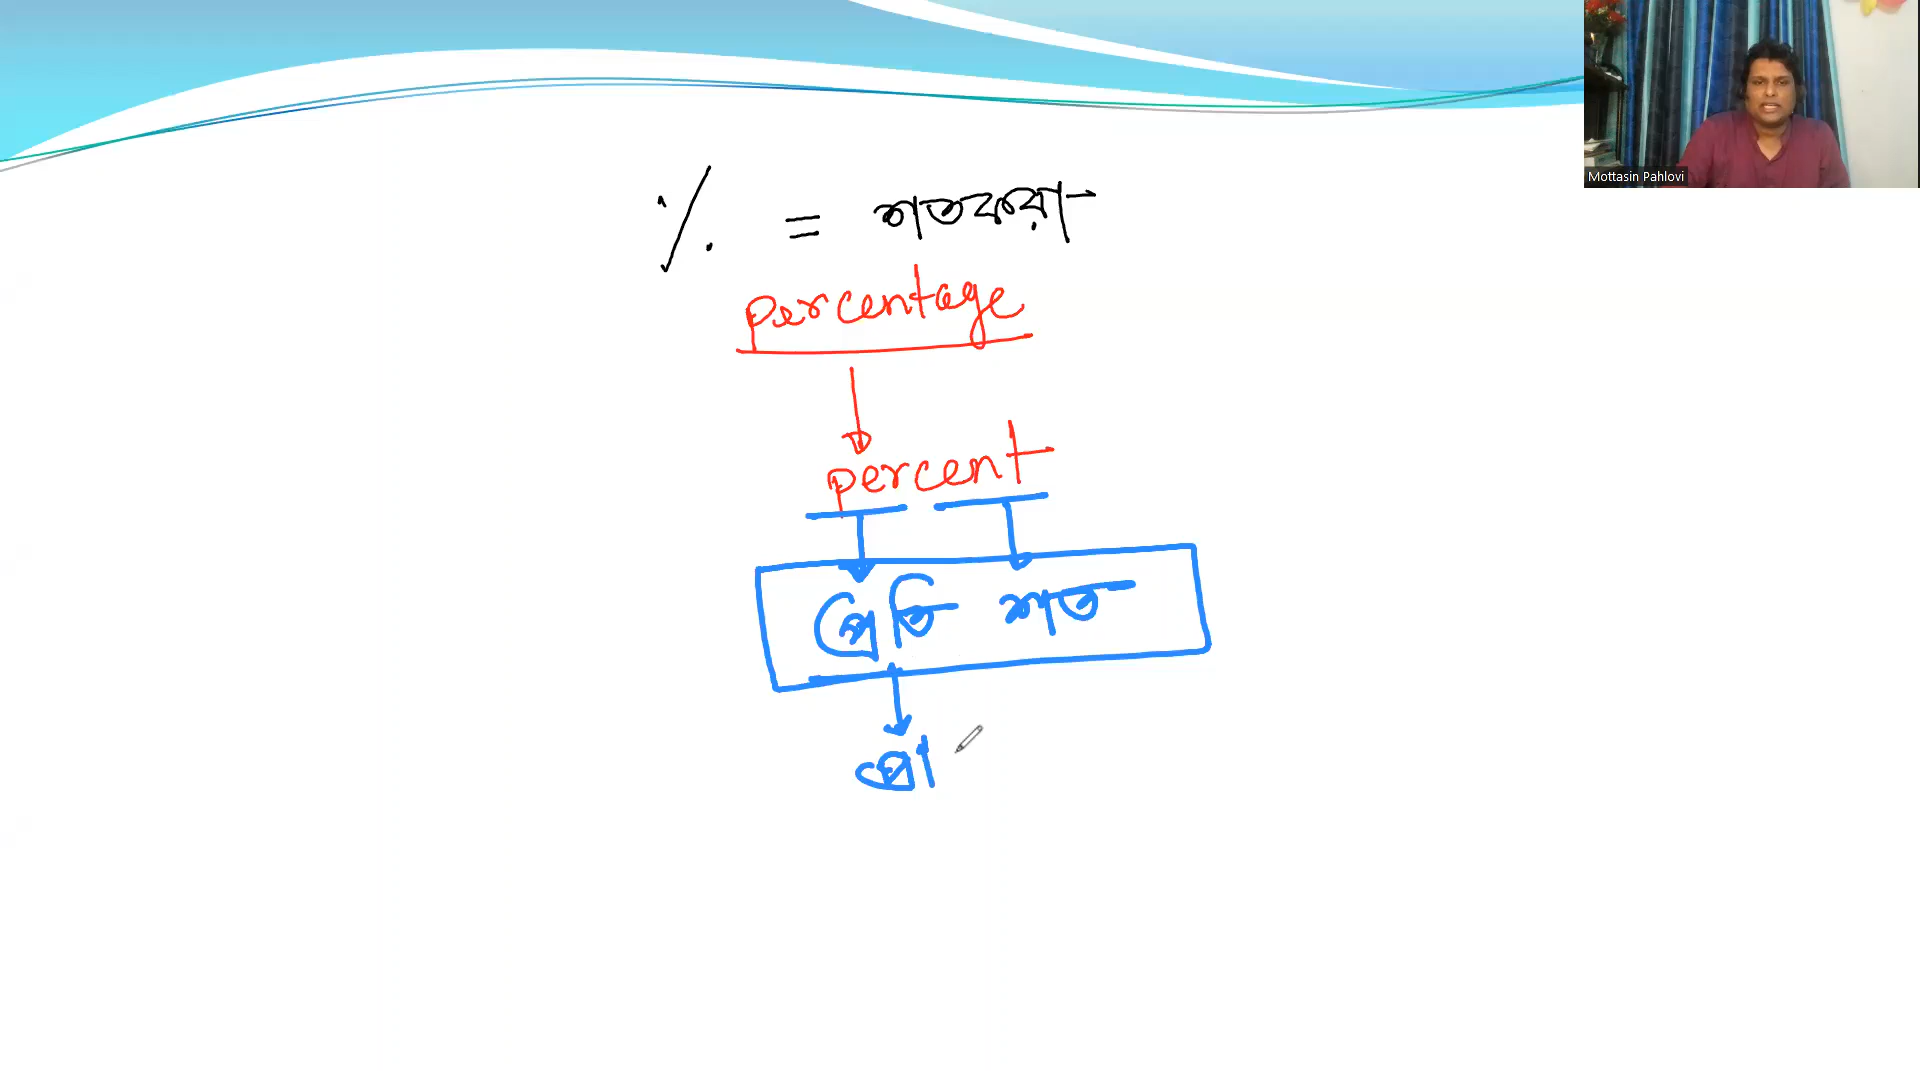 Mottasin Pahlovi
% = শতকরা
percentage
percent
প্রতি শত
প্রা